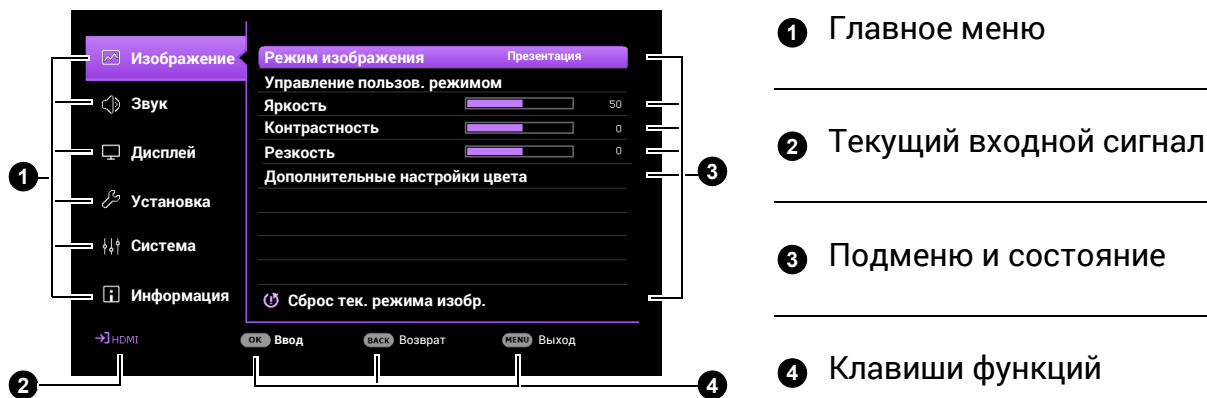 Изображение
Звук
Дисплей
Установка
Система
Информация
Режим изображения Презентация
Управление пользов. режимом
Яркость 50
Контрастность 0
Резкость 0
Дополнительные настройки цвета
Сброс тек. режима изобр.
HDMI
OK Ввод BACK Возврат MENU Выход
1
2
3
4
1 Главное меню
2 Текущий входной сигнал
3 Подменю и состояние
4 Клавиши функций